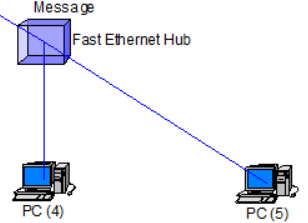 Message
Fast Ethernet Hub
PC (4)
PC (5)